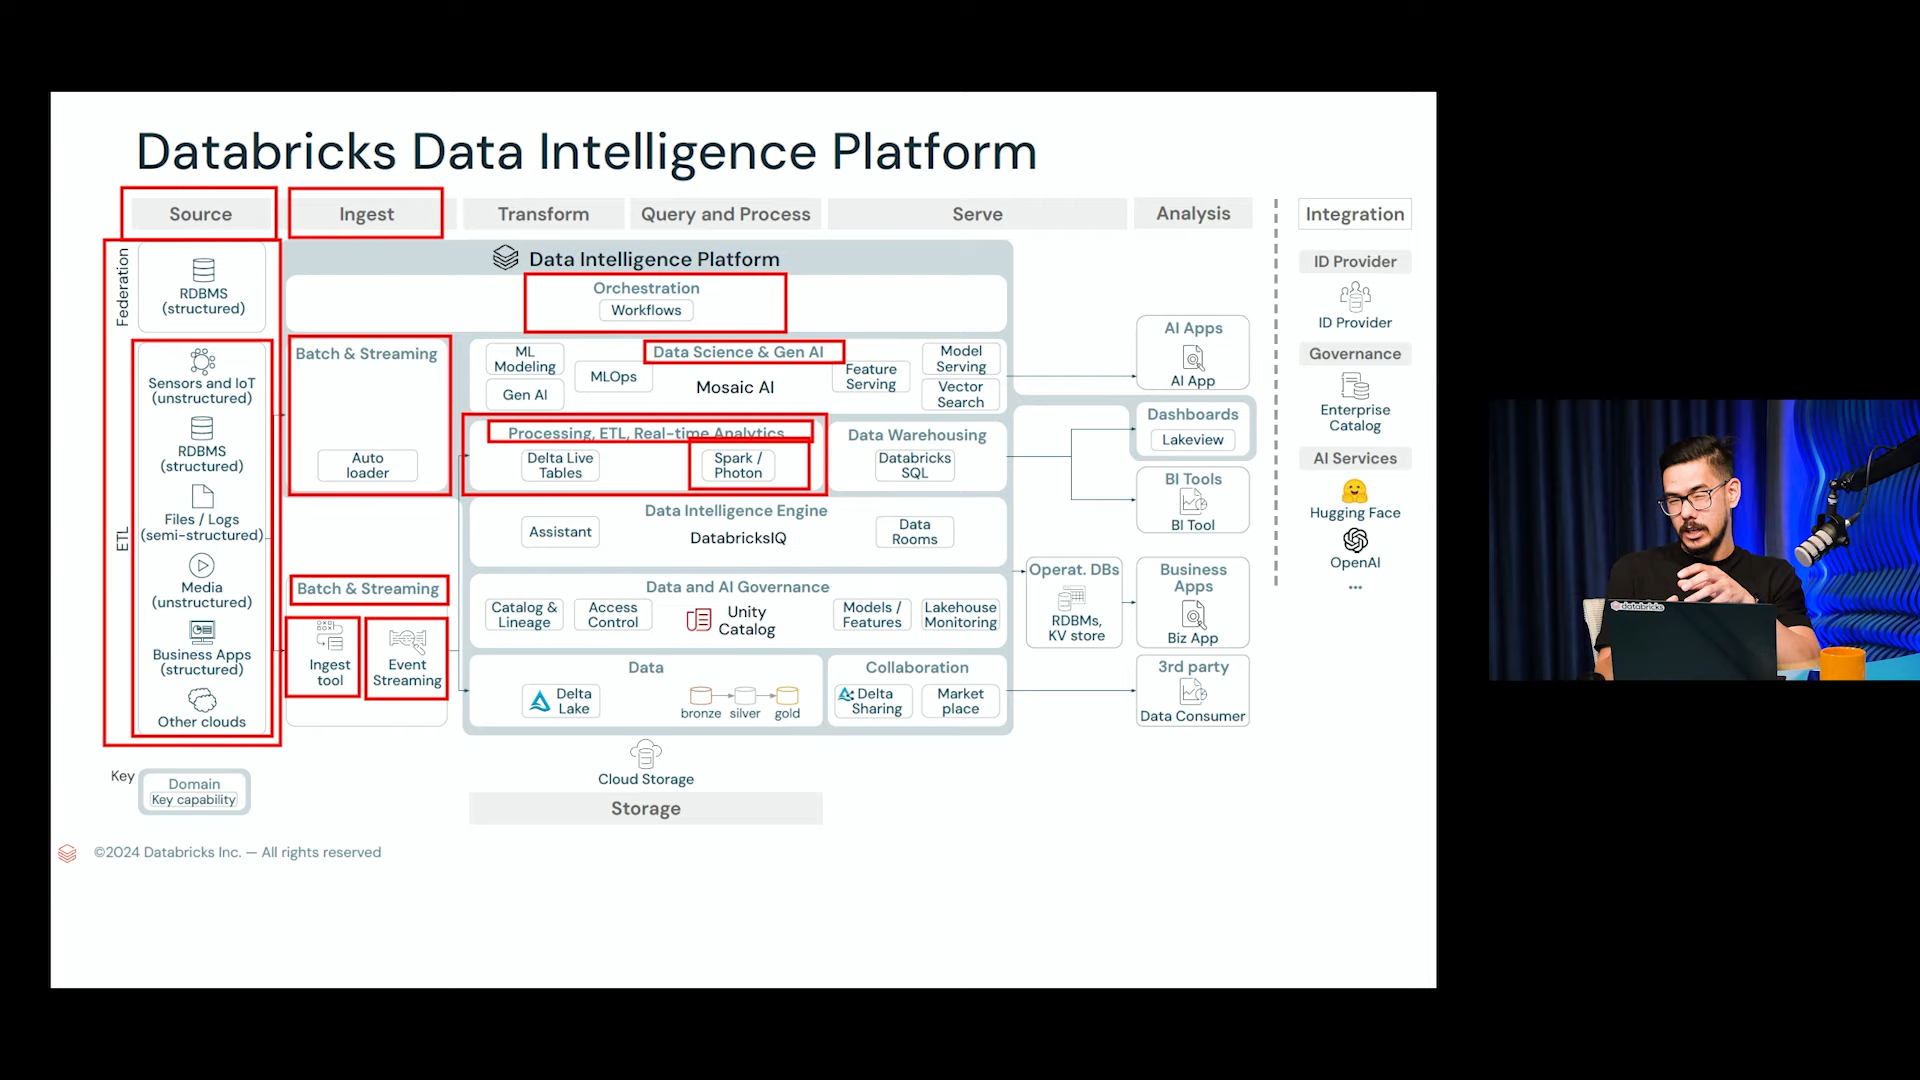 Databricks Data Intelligence Platform
Source
Ingest
Transform
Query and Process
Serve
Analysis
Integration
Federation
RDBMS
(structured)
ETL
Sensors and IoT
(unstructured)
RDBMS
(structured)
Files / Logs
(semi-structured)
Media
(unstructured)
Business Apps
(structured)
Other clouds
Batch & Streaming
Auto
loader
Batch & Streaming
Ingest
tool
Event
Streaming
Data Intelligence Platform
Orchestration
Workflows
Data Science & Gen AI
ML
Modeling
Gen AI
MLOps
Mosaic AI
Feature
Serving
Model
Serving
Vector
Search
Processing, ETL, Real-time Analytics
Delta Live
Tables
Spark /
Photon
Data Warehousing
Databricks
SQL
Data Intelligence Engine
Assistant
DatabricksIQ
Data
Rooms
Data and AI Governance
Catalog &
Lineage
Access
Control
Unity
Catalog
Models /
Features
Lakehouse
Monitoring
Data
Delta
Lake
bronze
silver
gold
Collaboration
Delta
Sharing
Market
place
Cloud Storage
Storage
Operat. DBs
RDBMs,
KV store
AI Apps
AI App
Dashboards
Lakeview
BI Tools
BI Tool
Business
Apps
Biz App
3rd party
Data Consumer
ID Provider
ID Provider
Governance
Enterprise
Catalog
AI Services
Hugging Face
OpenAI
...
Key
Domain
Key capability
©2024 Databricks Inc. — All rights reserved
databricks